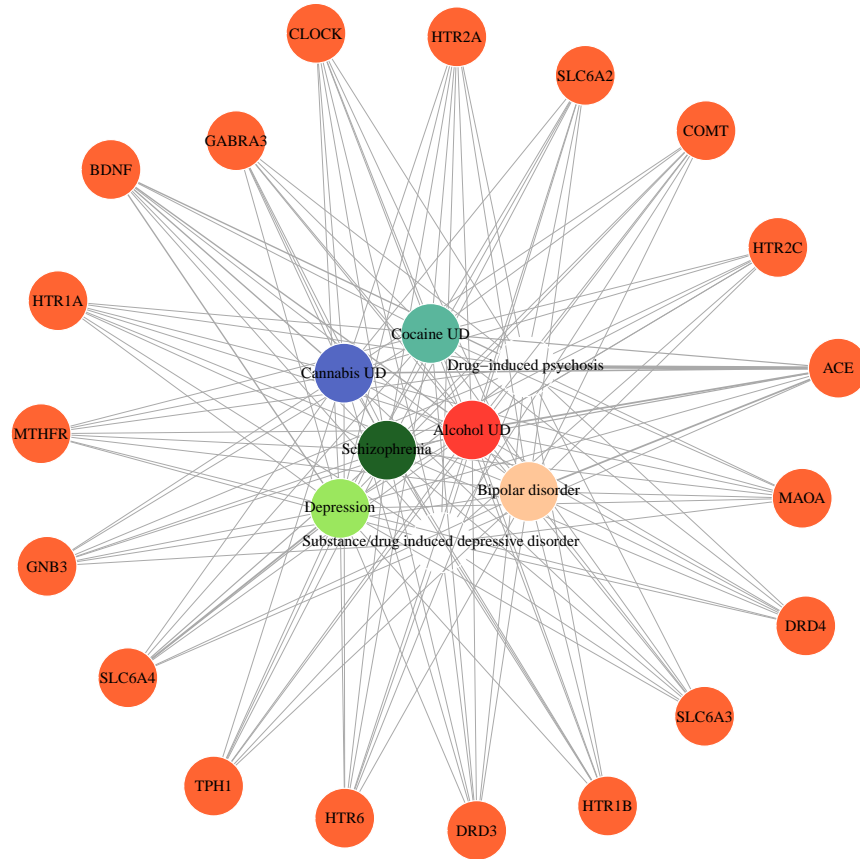 CLOCK
HTR2A
SLC6A2
COMT
GABRA3
BDNF
HTR2C
HTR1A
Cocaine UD
Drug−induced psychosis
ACE
Cannabis UD
MTHFR
Alcohol UD
Schizophrenia
Bipolar disorder
MAOA
Depression
Substance/drug induced depressive disorder
GNB3
DRD4
SLC6A4
SLC6A3
TPH1
HTR6
DRD3
HTR1B